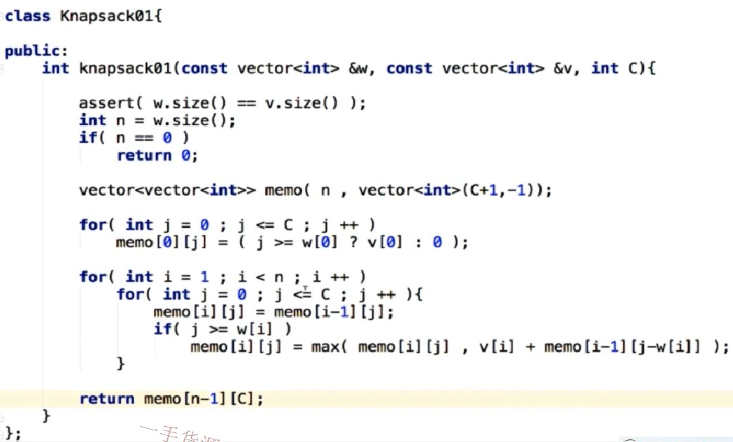 class Knapsack01{
public:
int knapsack01(const vector<int> &w, const vector<int> &v, int C){
assert( w.size() == v.size() );
int n = w.size();
if( n == 0 )
return 0;
vector<vector<int>> memo( n , vector<int>(C+1,-1));
for( int j = 0 ; j <= C ; j ++ )
memo[0][j] = ( j >= w[0] ? v[0] : 0 );
for( int i = 1 ; i < n ; i ++ )
for( int j = 0 ; j <= C ; j ++ ){
memo[i][j] = memo[i-1][j];
if( j >= w[i] )
memo[i][j] = max( memo[i][j] , v[i] + memo[i-1][j-w[i]] );
}
return memo[n-1][C];
}
};
一手货源